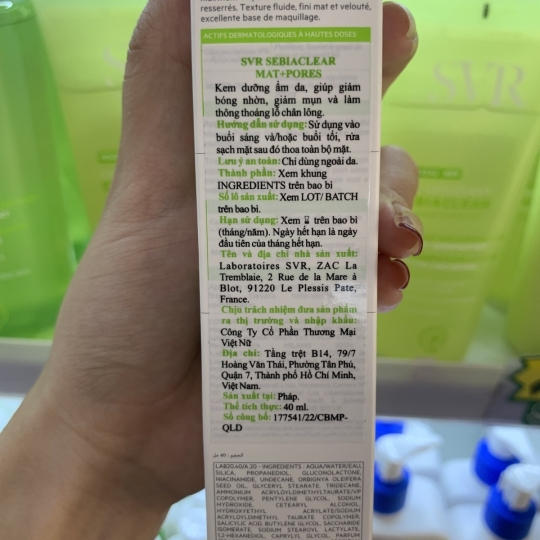 resserrés. Texture fluide, fini mat et velouté,
excellente base de maquillage.
ACTIFS DERMATOLOGIQUES À HAUTES DOSES
SVR SEBIACLEAR
MAT+PORES
Kem dưỡng ẩm da, giúp giảm
bóng nhờn, giảm mụn và làm
thông thoáng lỗ chân lông.
Hướng dẫn sử dụng: Sử dụng vào
buổi sáng và/hoặc buổi tối, rửa
sạch mặt sau đó thoa toàn bộ mặt.
Lưu ý an toàn: Chỉ dùng ngoài da.
Thành phần: Xem khung
INGREDIENTS trên bao bì
Số lô sản xuất: Xem LOT/ BATCH
trên bao bì.
Hạn sử dụng: Xem ⌛ trên bao bì
(tháng/năm). Ngày hết hạn là ngày
đầu tiên của tháng hết hạn.
Tên và địa chỉ nhà sản xuất:
Laboratoires SVR, ZAC La
Tremblaie, 2 Rue de la Mare à
Blot, 91220 Le Plessis Pate,
France.
Chịu trách nhiệm đưa sản phẩm
ra thị trường và nhập khẩu:
Công Ty Cổ Phần Thương Mại
Việt Nữ
Địa chỉ: Tầng trệt B14, 79/7
Hoàng Văn Thái, Phường Tân Phú,
Quận 7, Thành phố Hồ Chí Minh,
Việt Nam.
Sản xuất tại: Pháp.
Thể tích thực: 40 ml.
Số công bố: 177541/22/CBMP-
QLD
LAB20.40/A.20 - INGREDIENTS : AQUA/WATER/EAU,
SILICA, PROPANEDIOL, GLUCONOLACTONE,
NIACINAMIDE, UNDECANE, ORBIGNYA OLEIFERA
SEED OIL, GLYCERYL STEARATE, TRIDECANE,
AMMONIUM ACRYLOYLDIMETHYLTAURATE/VP
COPOLYMER, PENTYLENE GLYCOL, SODIUM
HYDROXIDE, CETEARYL ALCOHOL,
HYDROXYETHYL ACRYLATE/SODIUM
ACRYLOYLDIMETHYL TAURATE COPOLYMER,
SALICYLIC ACID BUTYLENE GLYCOL, SACCHARIDE
ISOMERATE, SODIUM STEAROYL LACTYLATE,
1,2-HEXANEDIOL, CAPRYLYL GLYCOL, PARFUM
SVR